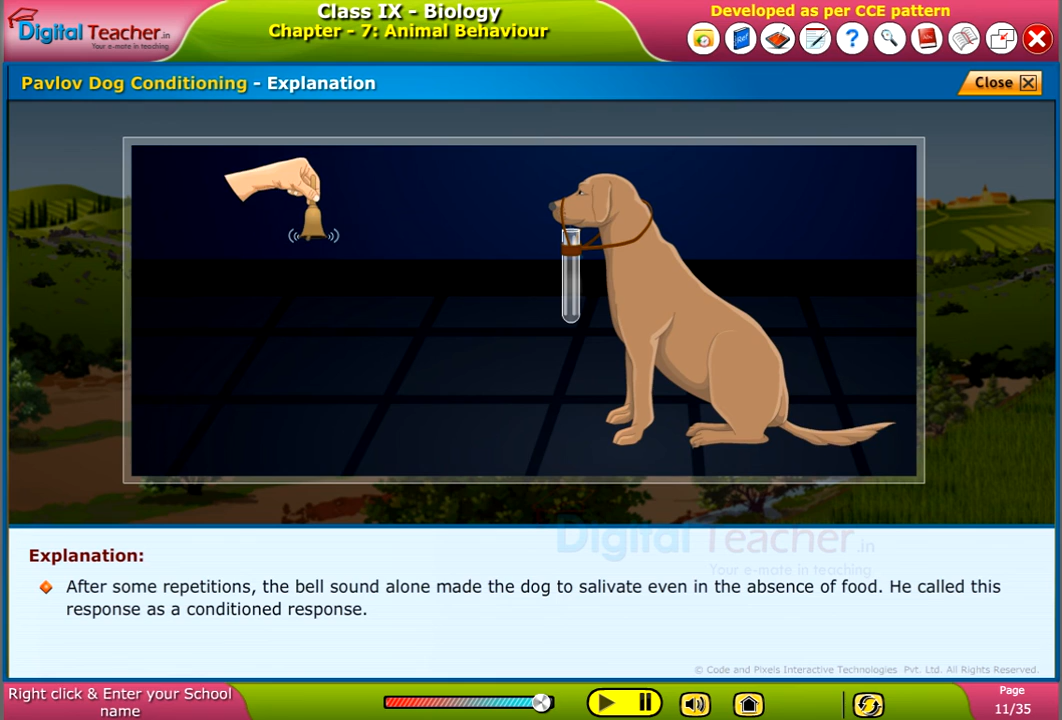 Class IX - Biology
Chapter - 7: Animal Behaviour
Developed as per CCE pattern
Digital Teacher.in
Your e-mate in teaching
Pavlov Dog Conditioning - Explanation
Close
Digital Teacher.in
Your e-mate in teaching
Explanation:
After some repetitions, the bell sound alone made the dog to salivate even in the absence of food. He called this
response as a conditioned response.
© Code and Pixels Interactive Technologies Pvt. Ltd. All Rights Reserved.
Right click & Enter your School
name
Page
11/35